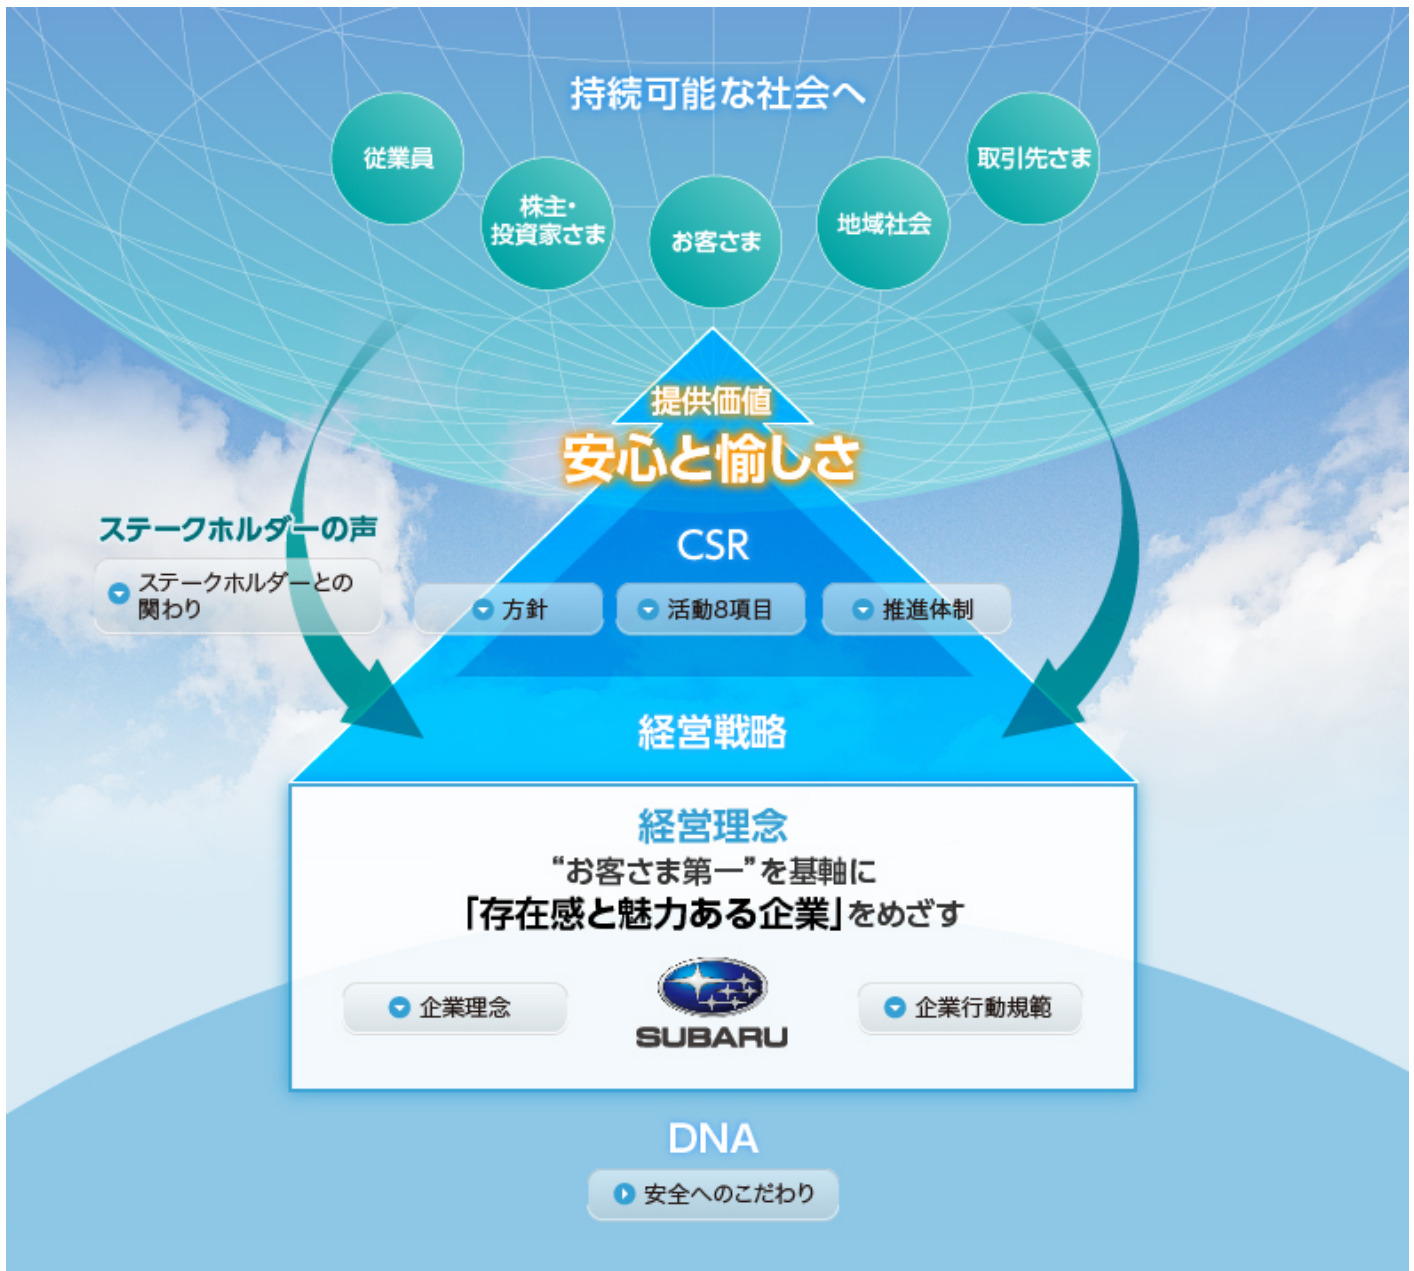 持続可能な社会へ
従業員
株主・
投資家さま
お客さま
地域社会
取引先さま
提供価値
安心と愉しさ
ステークホルダーの声
ステークホルダーとの
関わり
CSR
方針
活動8項目
推進体制
経営戦略
経営理念
“お客さま第一”を基軸に
「存在感と魅力ある企業」をめざす
企業理念
SUBARU
企業行動規範
DNA
安全へのこだわり